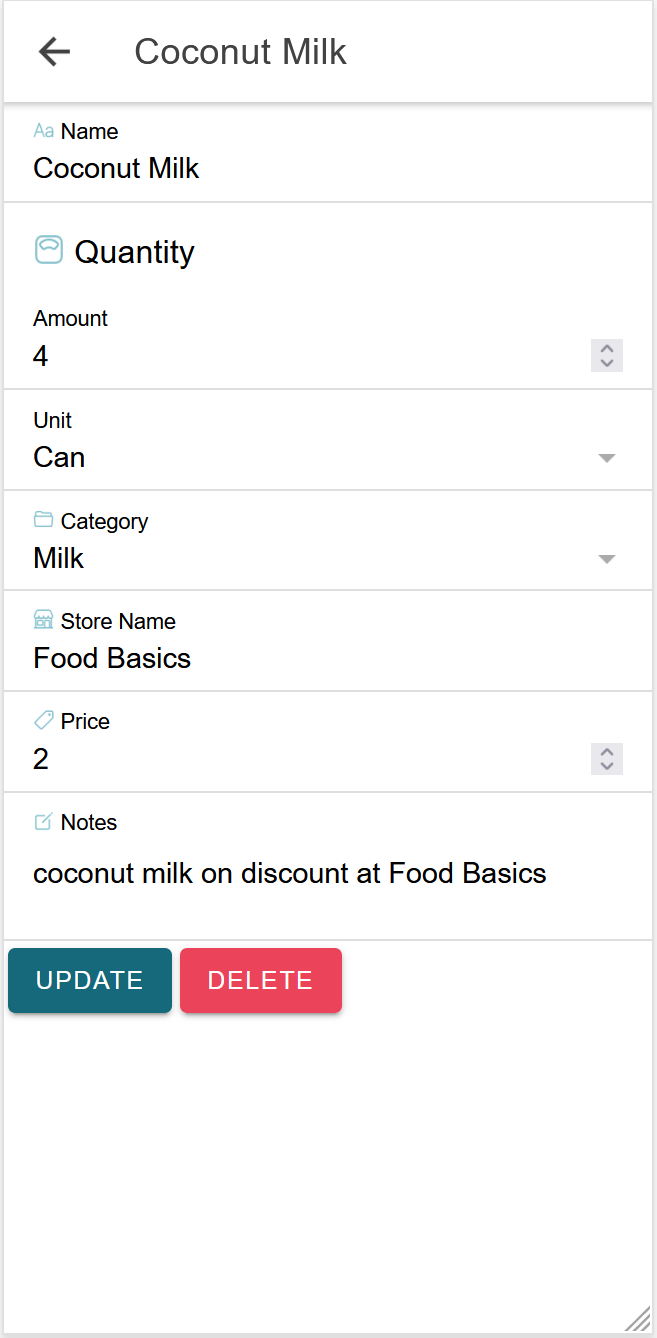 Coconut Milk
Aa Name
Coconut Milk
Quantity
Amount
4
Unit
Can
Category
Milk
Store Name
Food Basics
Price
2
Notes
coconut milk on discount at Food Basics
UPDATE DELETE